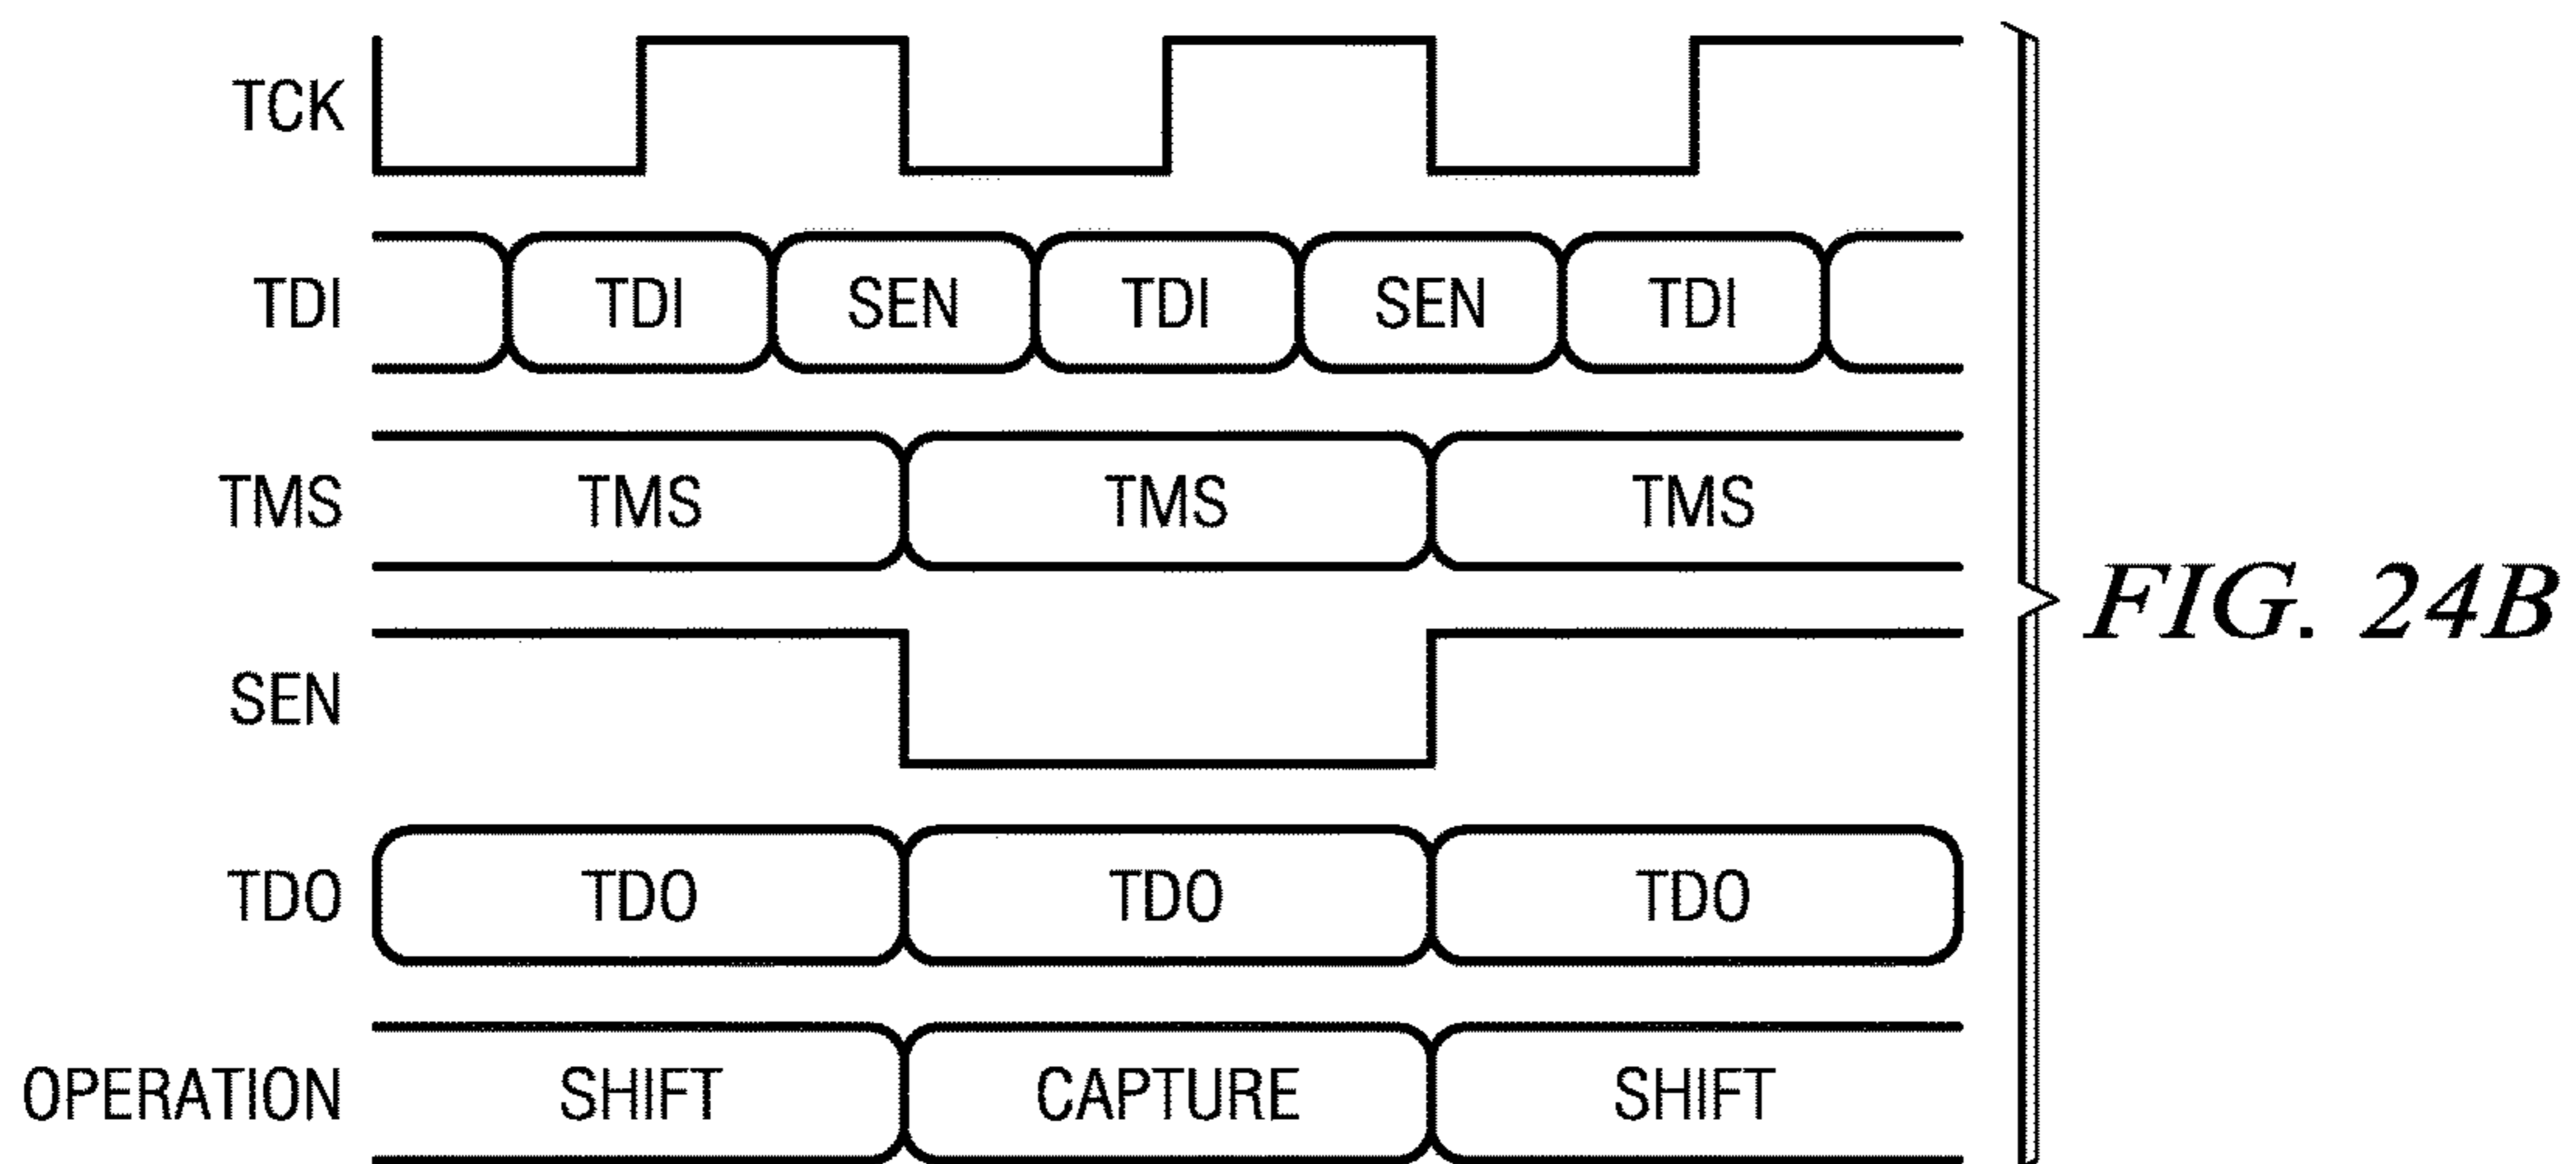 TCK
TDI TDI SEN TDI SEN TDI
TMS TMS TMS TMS
SEN
TDO TDO TDO TDO
OPERATION SHIFT CAPTURE SHIFT
FIG. 24B